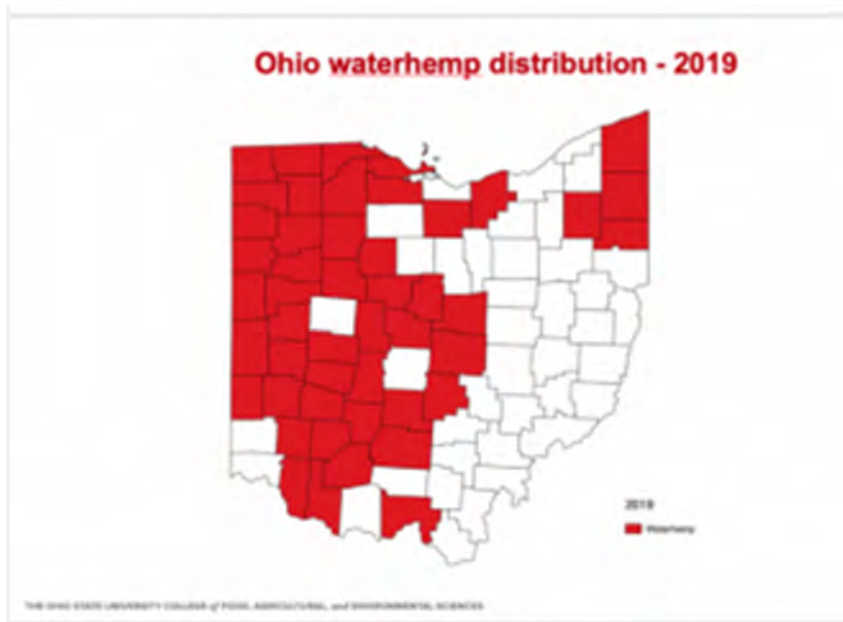 Ohio waterhemp distribution - 2019
2019
Waterhemp
THE OHIO STATE UNIVERSITY COLLEGE of FOOD, AGRICULTURAL, and ENVIRONMENTAL SCIENCES